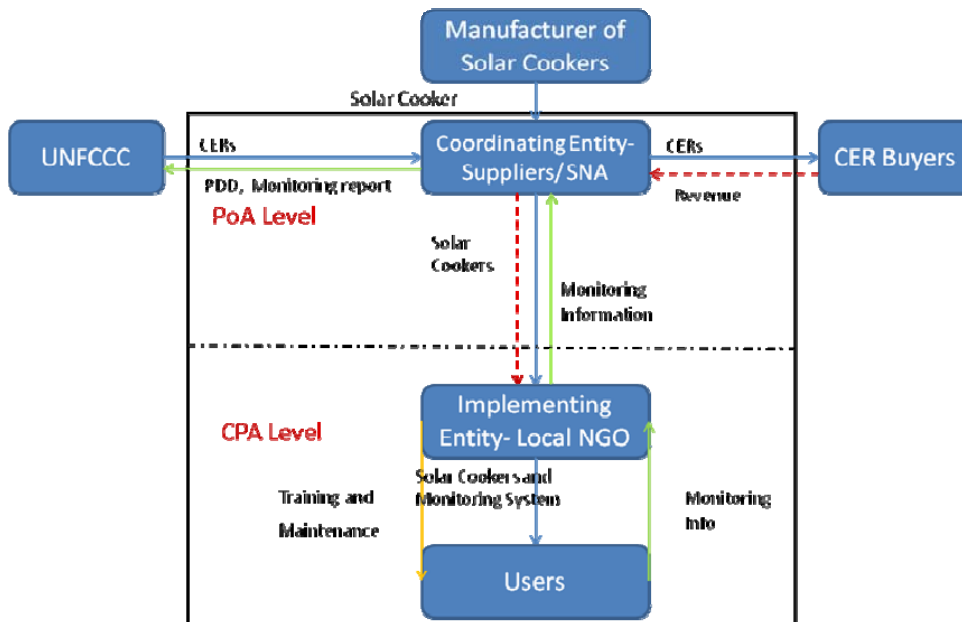 Manufacturer of
Solar Cookers
Solar Cooker
UNFCCC
CERs
Coordinating Entity-
Suppliers/ SNA
CERs
CER Buyers
PDD, Monitoring report
Revenue
PoA Level
Solar
Cookers
Monitoring
Information
Implementing
Entity- Local NGO
CPA Level
Solar Cookers and
Monitoring System
Training and
Maintenance
Monitoring
Info
Users